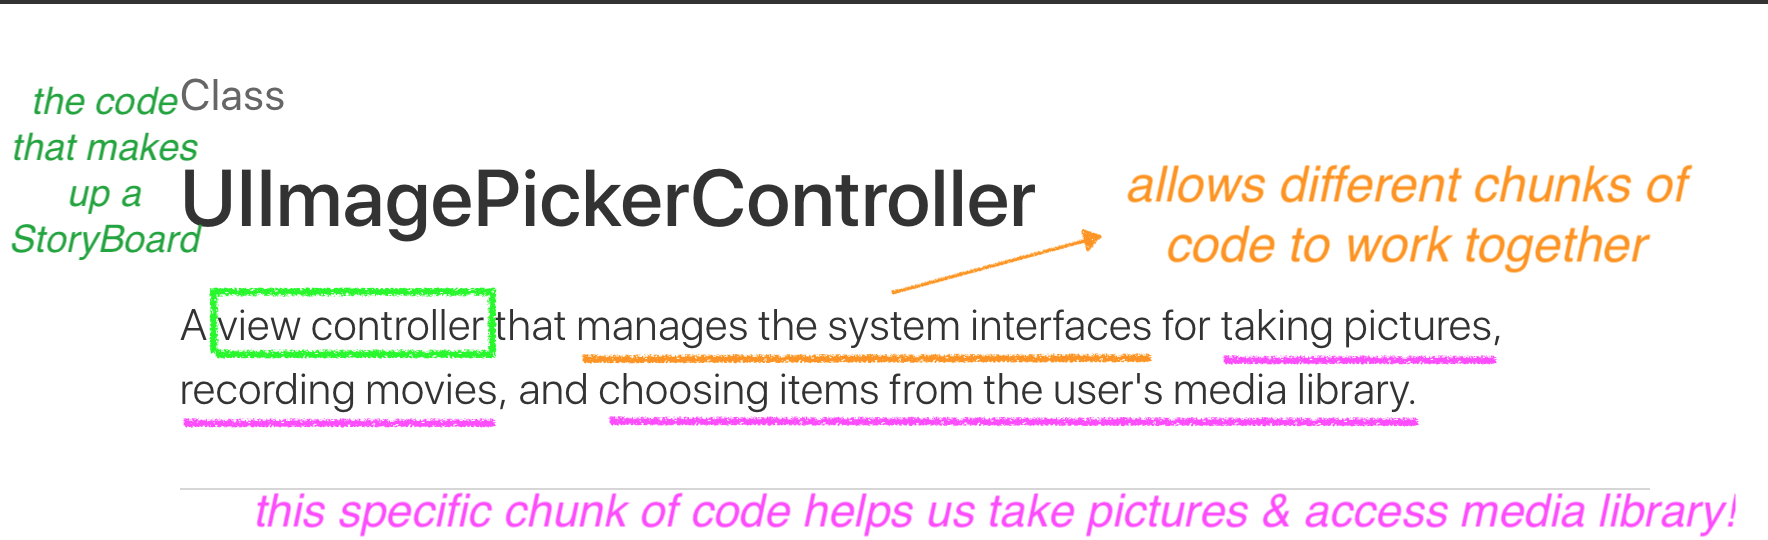 the code
that makes
up a
StoryBoard
Class
UIImagePickerController
allows different chunks of
code to work together
A view controller that manages the system interfaces for taking pictures,
recording movies, and choosing items from the user's media library.
this specific chunk of code helps us take pictures & access media library!